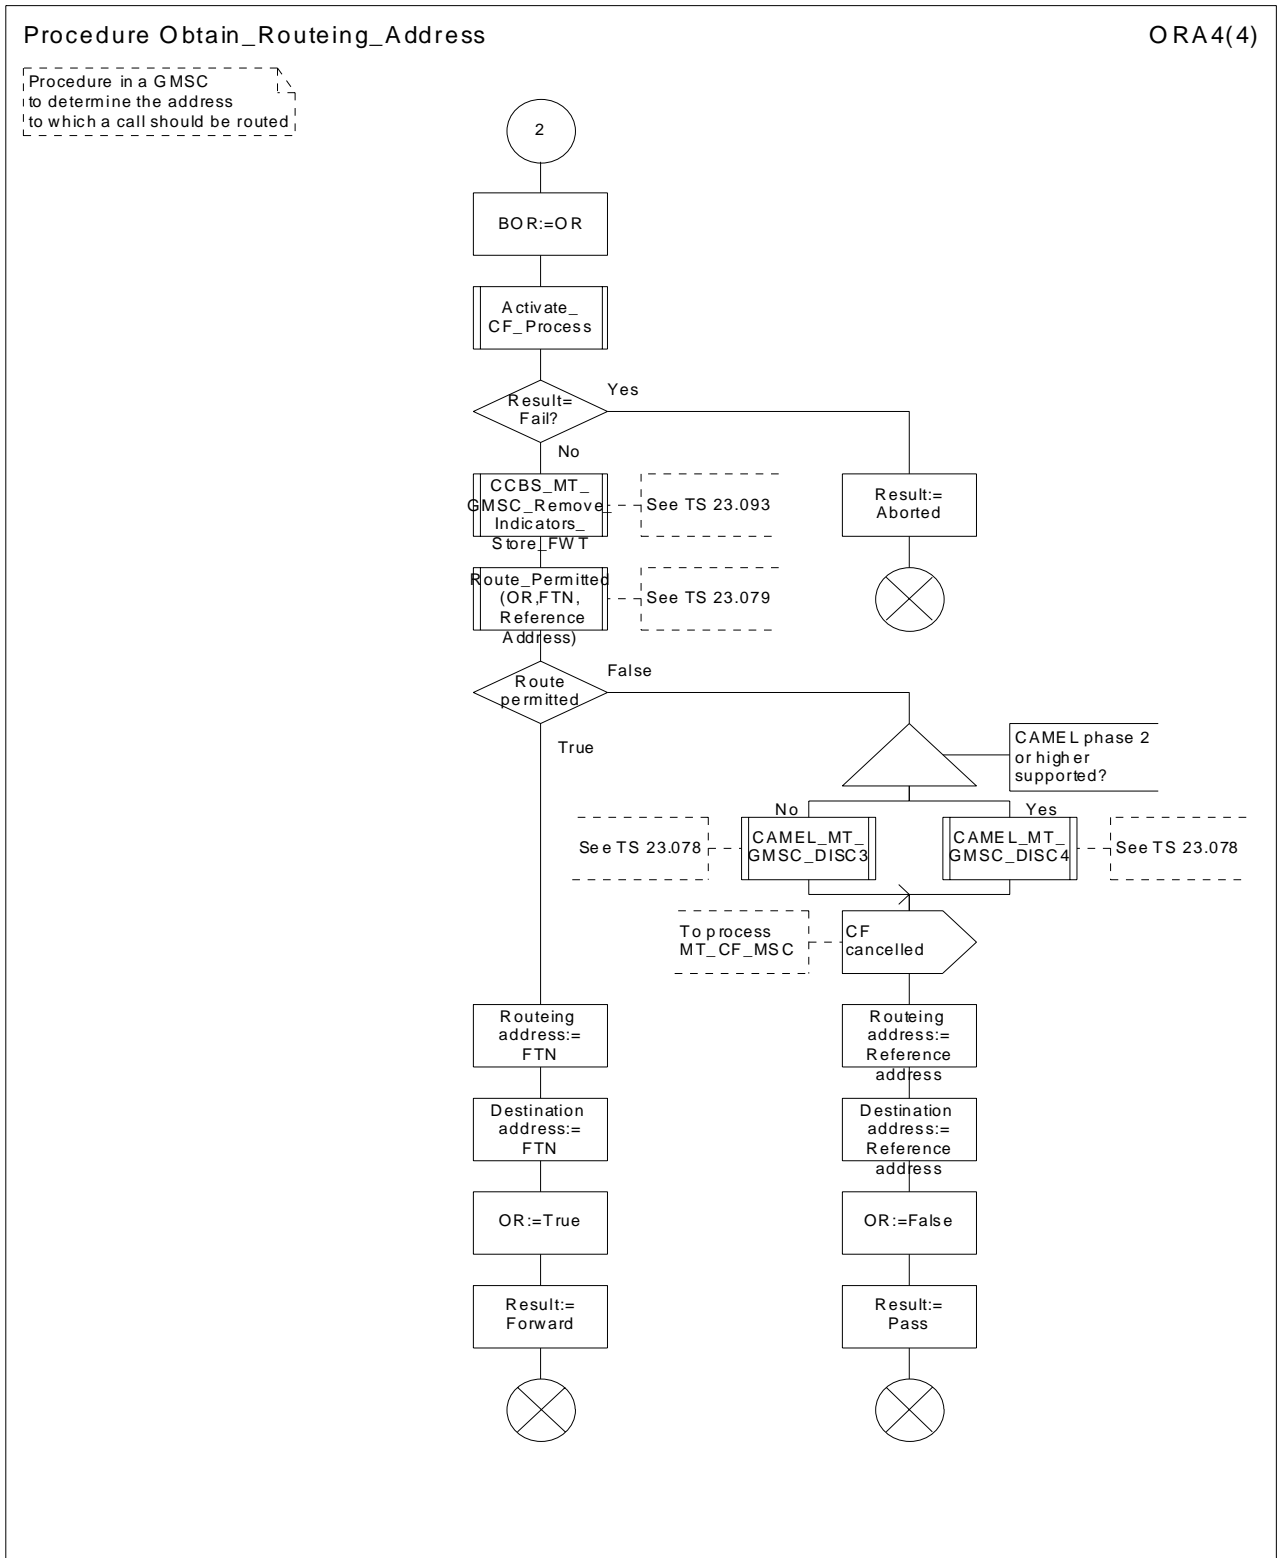 Procedure Obtain_Routeing_Address
ORA4(4)
Procedure in a GMSC
to determine the address
to which a call should be routed
2
BOR:=OR
Activate_
CF_Process
Result=
Fail?
Yes
No
CCBS_MT_
GMSC_Remove_
Indicators_
Store_FWT
See TS 23.093
Result:=
Aborted
Route_Permitted
(OR,FTN,
Reference
Address)
See TS 23.079
Route
permitted
False
True
CAMEL phase 2
or higher
supported?
No
Yes
See TS 23.078
CAMEL_MT_
GMSC_DISC3
CAMEL_MT_
GMSC_DISC4
See TS 23.078
To process
MT_CF_MSC
CF
cancelled
Routeing
address:=
FTN
Routeing
address:=
Reference
address
Destination
address:=
FTN
Destination
address:=
Reference
address
OR:=True
OR:=False
Result:=
Forward
Result:=
Pass